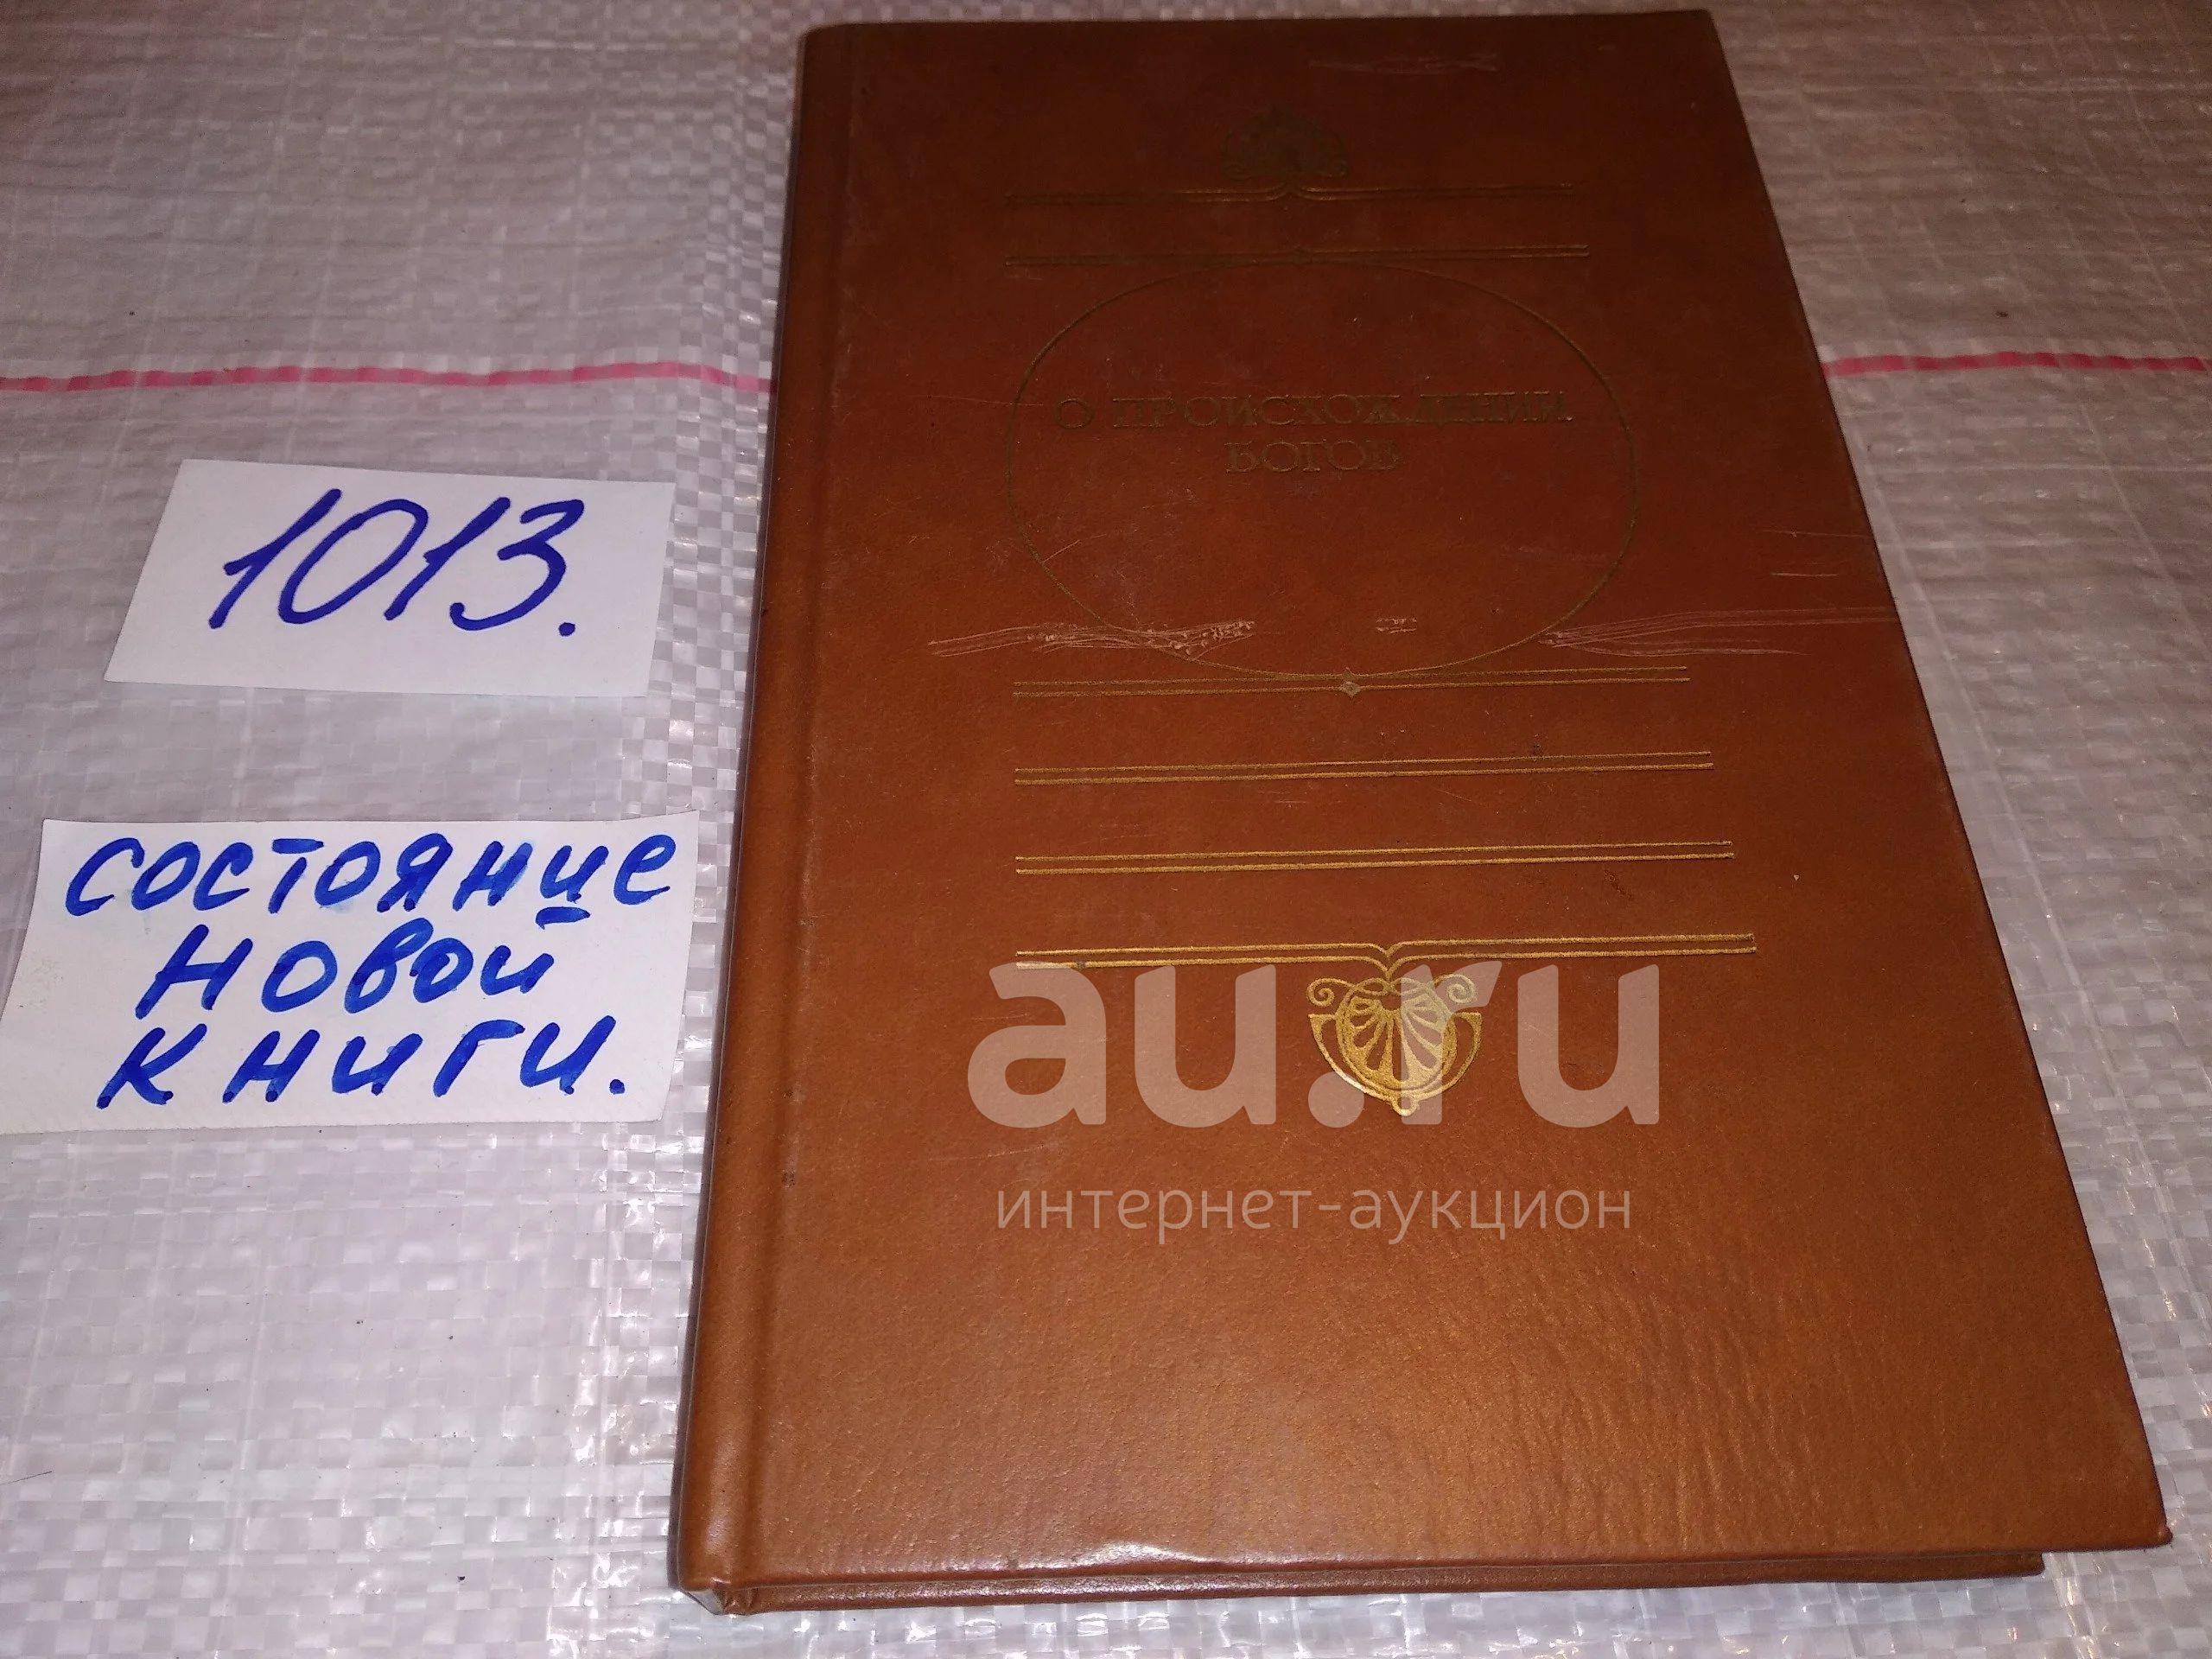 О ПРОИСХОЖДЕНИИ
БОГОВ
1013.
состояние
новой
книги.
au.ru
интернет-аукцион